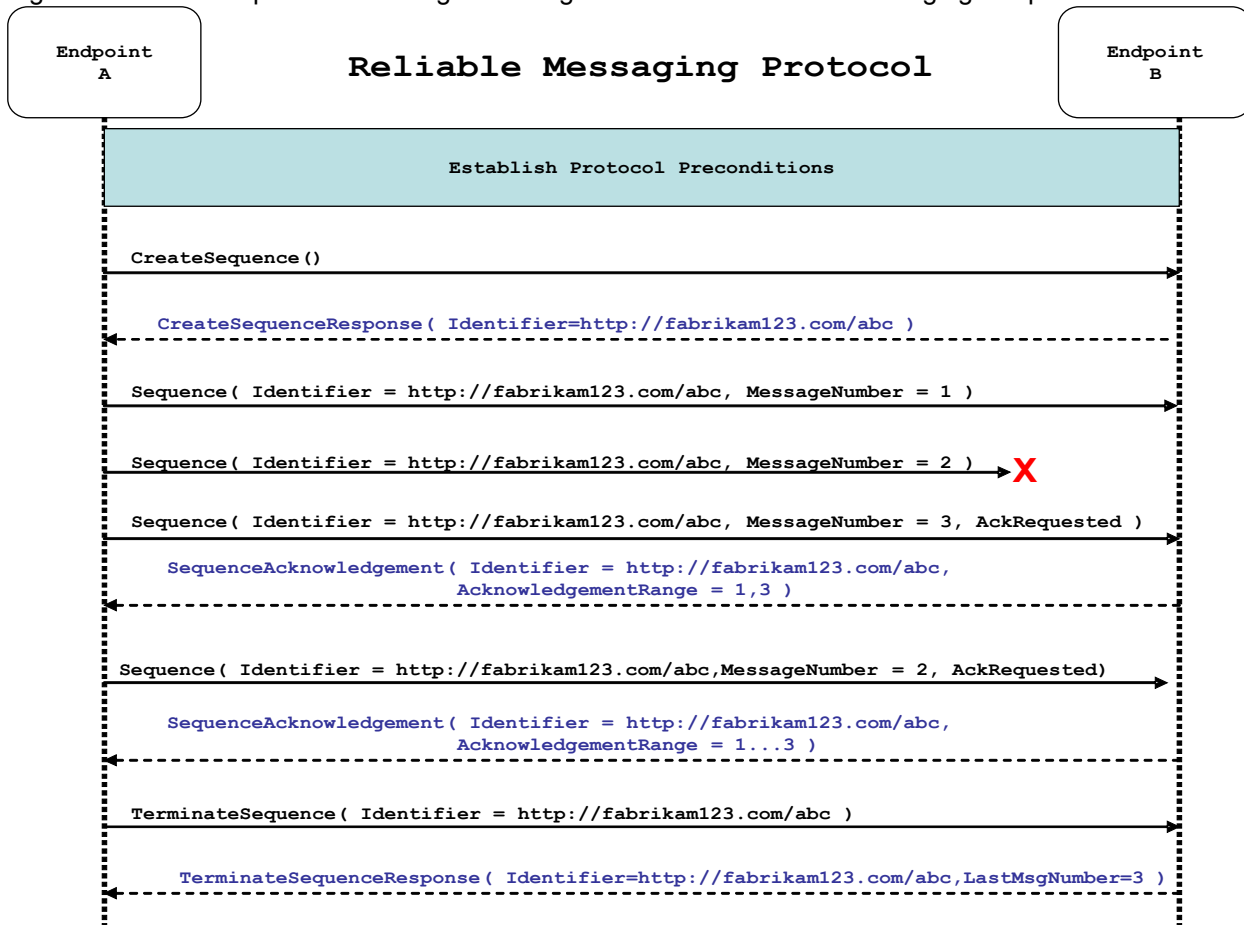 Endpoint
A
Reliable Messaging Protocol
Endpoint
B
Establish Protocol Preconditions
CreateSequence()
CreateSequenceResponse( Identifier=http://fabrikam123.com/abc )
Sequence( Identifier = http://fabrikam123.com/abc, MessageNumber = 1 )
Sequence( Identifier = http://fabrikam123.com/abc, MessageNumber = 2 )
X
Sequence( Identifier = http://fabrikam123.com/abc, MessageNumber = 3, AckRequested )
SequenceAcknowledgement( Identifier = http://fabrikam123.com/abc,
AcknowledgementRange = 1,3 )
Sequence( Identifier = http://fabrikam123.com/abc,MessageNumber = 2, AckRequested)
SequenceAcknowledgement( Identifier = http://fabrikam123.com/abc,
AcknowledgementRange = 1...3 )
TerminateSequence( Identifier = http://fabrikam123.com/abc )
TerminateSequenceResponse( Identifier=http://fabrikam123.com/abc,LastMsgNumber=3 )